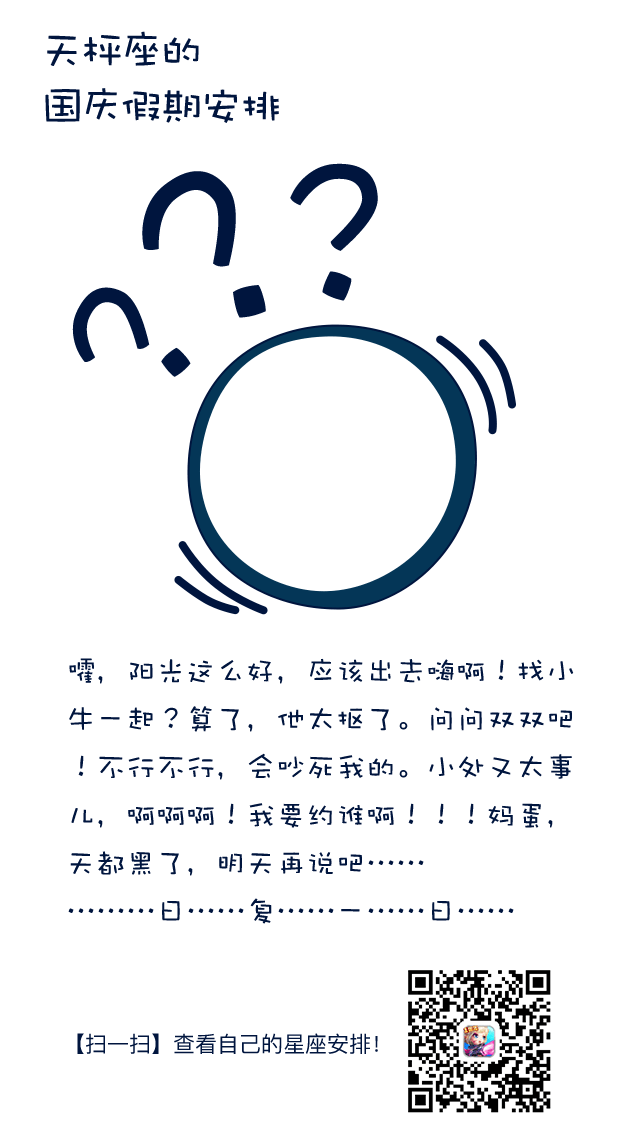 天秤座的
国庆假期安排
嚯，阳光这么好，应该出去嗨啊！找小
牛一起？算了，他太抠了。问问双双吧
！不行不行，会吵死我的。小处又太事
儿，啊啊啊！我要约谁啊！！！妈蛋，
天都黑了，明天再说吧……
………日……复……一……日……
【扫一扫】查看自己的星座安排！